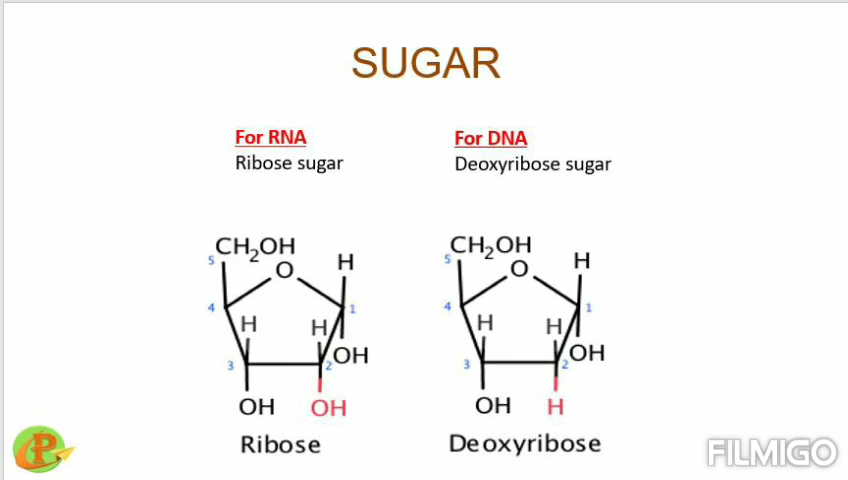 SUGAR
For RNA
Ribose sugar
For DNA
Deoxyribose sugar
CH2OH
5
O
H
4
1
H
H
3
2
OH
OH
OH
Ribose
CH2OH
5
O
H
4
1
H
H
3
2
OH
OH
H
Deoxyribose
P
FILMIGO